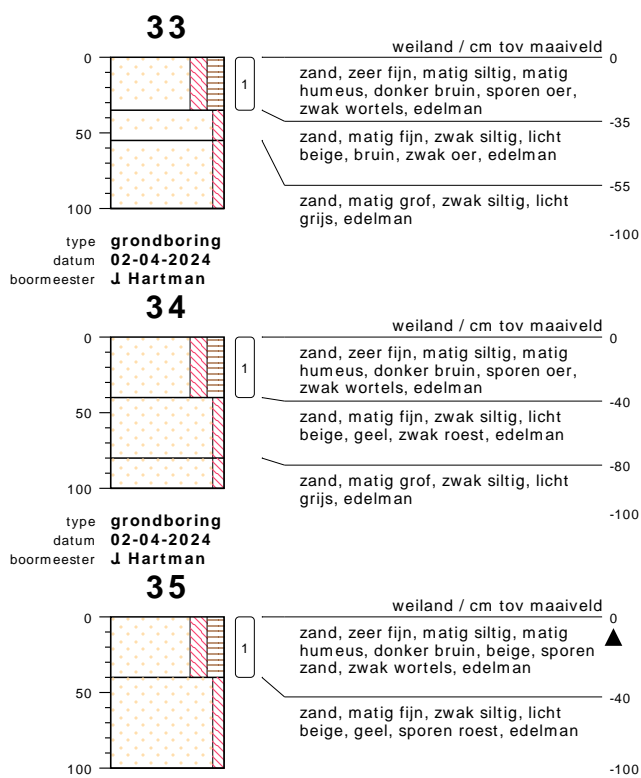 33
weiland / cm tov maaiveld
0
0
zand, zeer fijn, matig siltig, matig
humeus, donker bruin, sporen oer,
zwak wortels, edelman
1
-35
50
zand, matig fijn, zwak siltig, licht
beige, bruin, zwak oer, edelman
-55
zand, matig grof, zwak siltig, licht
grijs, edelman
100
-100
type grondboring
datum 02-04-2024
boormeester J. Hartman
34
weiland / cm tov maaiveld
0
0
zand, zeer fijn, matig siltig, matig
humeus, donker bruin, sporen oer,
zwak wortels, edelman
1
-40
50
zand, matig fijn, zwak siltig, licht
beige, geel, zwak roest, edelman
-80
zand, matig grof, zwak siltig, licht
grijs, edelman
100
-100
type grondboring
datum 02-04-2024
boormeester J. Hartman
35
weiland / cm tov maaiveld
0
0
zand, zeer fijn, matig siltig, matig
humeus, donker bruin, beige, sporen
zand, zwak wortels, edelman
1
-40
50
zand, matig fijn, zwak siltig, licht
beige, geel, sporen roest, edelman
100
-100